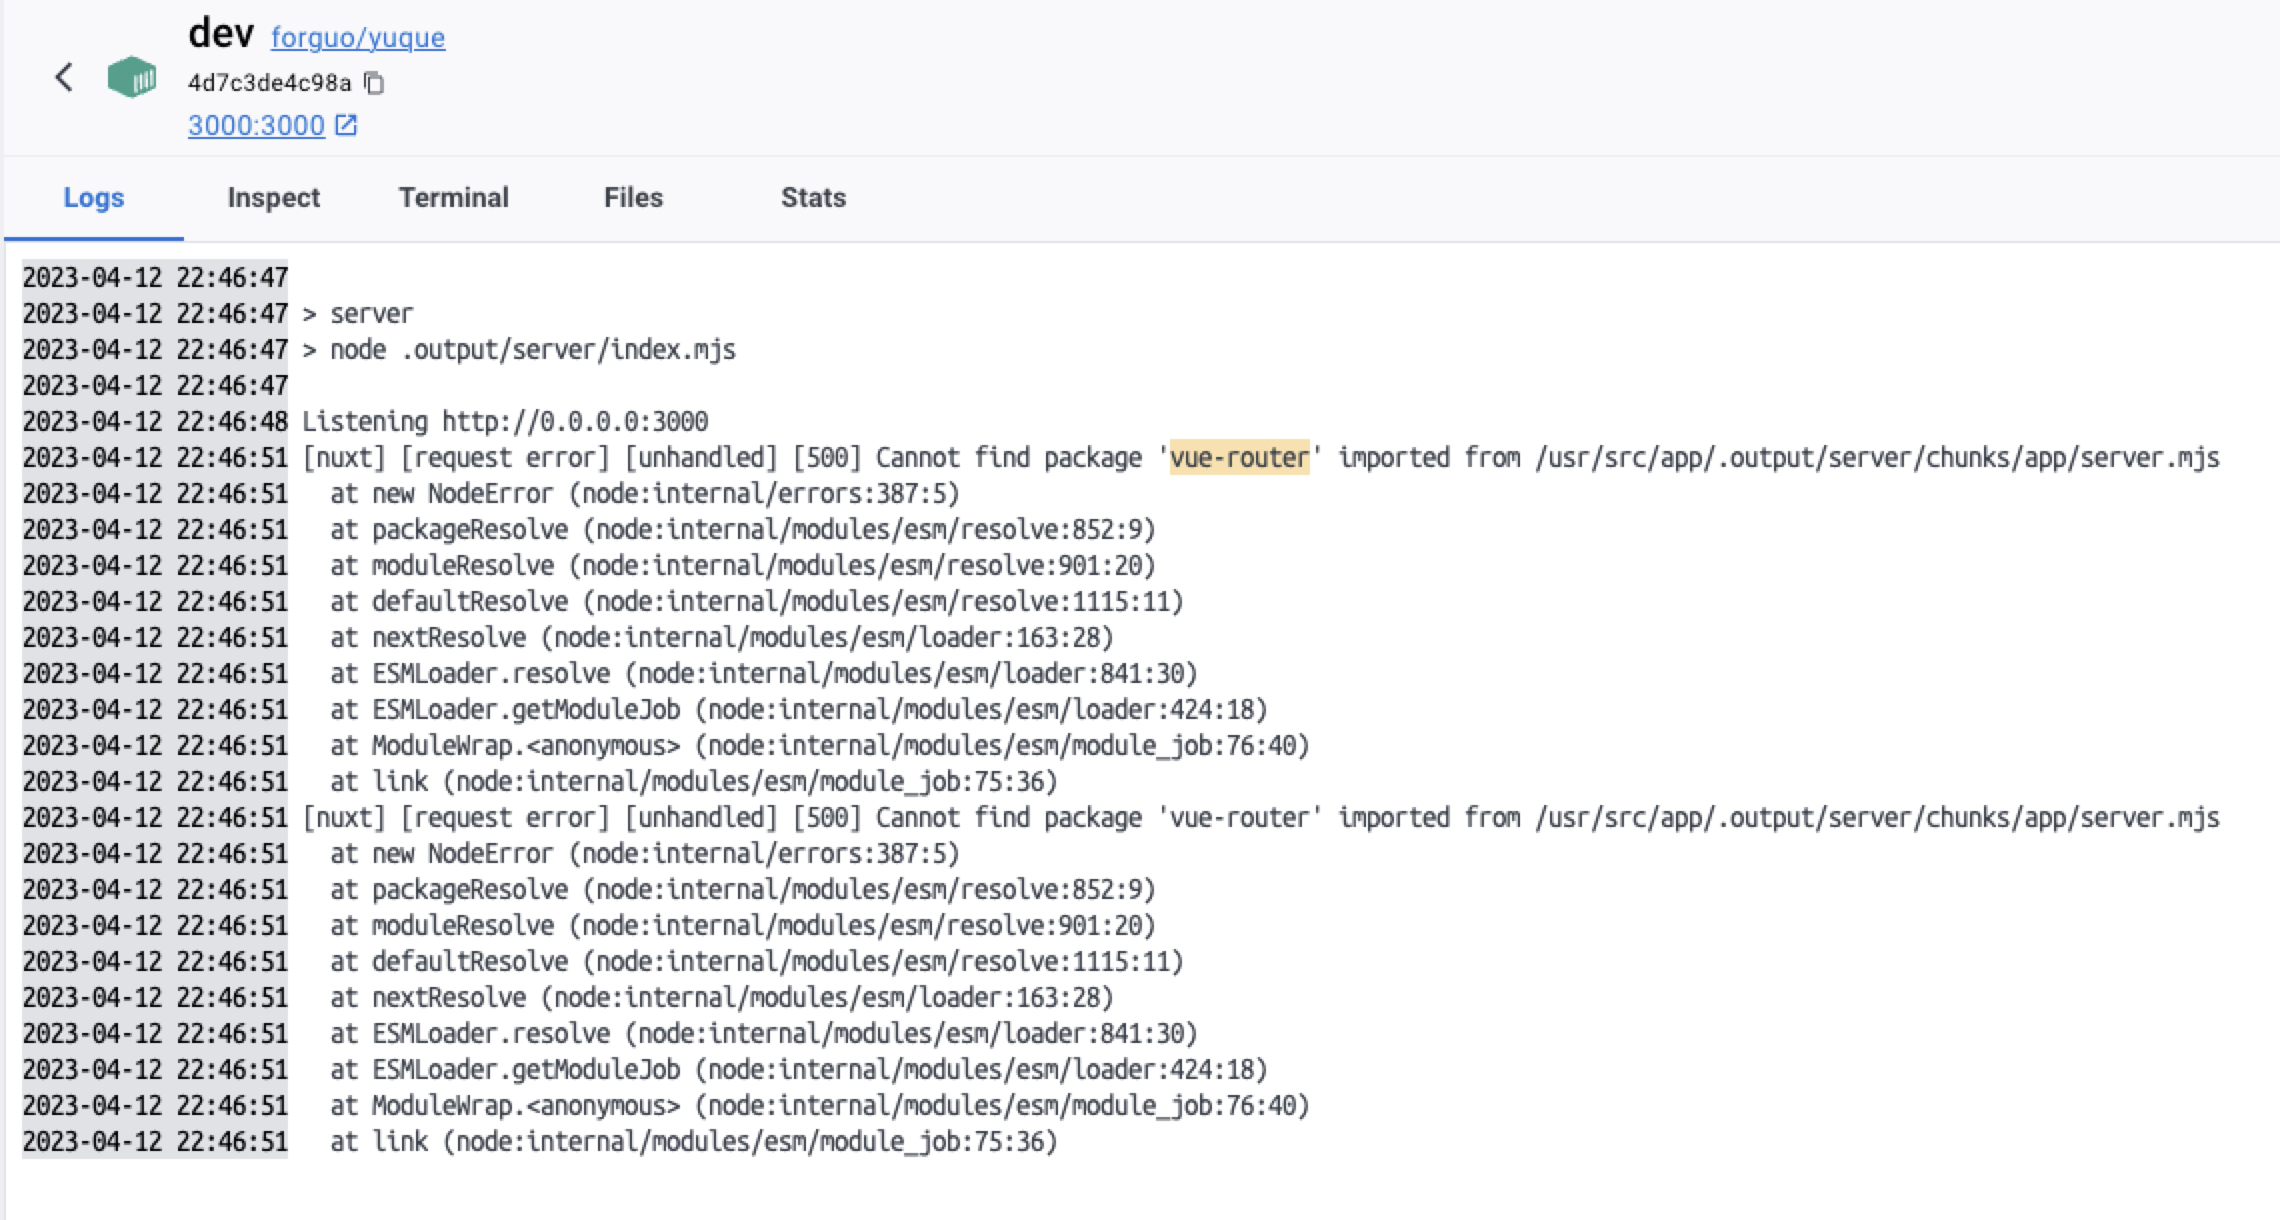 dev forguo/yuque
4d7c3de4c98a
3000:3000
Logs Inspect Terminal Files Stats
2023-04-12 22:46:47
2023-04-12 22:46:47 > server
2023-04-12 22:46:47 > node .output/server/index.mjs
2023-04-12 22:46:47
2023-04-12 22:46:48 Listening http://0.0.0.0:3000
2023-04-12 22:46:51 [nuxt] [request error] [unhandled] [500] Cannot find package 'vue-router' imported from /usr/src/app/.output/server/chunks/app/server.mjs
2023-04-12 22:46:51 at new NodeError (node:internal/errors:387:5)
2023-04-12 22:46:51 at packageResolve (node:internal/modules/esm/resolve:852:9)
2023-04-12 22:46:51 at moduleResolve (node:internal/modules/esm/resolve:901:20)
2023-04-12 22:46:51 at defaultResolve (node:internal/modules/esm/resolve:1115:11)
2023-04-12 22:46:51 at nextResolve (node:internal/modules/esm/loader:163:28)
2023-04-12 22:46:51 at ESMLoader.resolve (node:internal/modules/esm/loader:841:30)
2023-04-12 22:46:51 at ESMLoader.getModuleJob (node:internal/modules/esm/loader:424:18)
2023-04-12 22:46:51 at ModuleWrap.<anonymous> (node:internal/modules/esm/module_job:76:40)
2023-04-12 22:46:51 at link (node:internal/modules/esm/module_job:75:36)
2023-04-12 22:46:51 [nuxt] [request error] [unhandled] [500] Cannot find package 'vue-router' imported from /usr/src/app/.output/server/chunks/app/server.mjs
2023-04-12 22:46:51 at new NodeError (node:internal/errors:387:5)
2023-04-12 22:46:51 at packageResolve (node:internal/modules/esm/resolve:852:9)
2023-04-12 22:46:51 at moduleResolve (node:internal/modules/esm/resolve:901:20)
2023-04-12 22:46:51 at defaultResolve (node:internal/modules/esm/resolve:1115:11)
2023-04-12 22:46:51 at nextResolve (node:internal/modules/esm/loader:163:28)
2023-04-12 22:46:51 at ESMLoader.resolve (node:internal/modules/esm/loader:841:30)
2023-04-12 22:46:51 at ESMLoader.getModuleJob (node:internal/modules/esm/loader:424:18)
2023-04-12 22:46:51 at ModuleWrap.<anonymous> (node:internal/modules/esm/module_job:76:40)
2023-04-12 22:46:51 at link (node:internal/modules/esm/module_job:75:36)